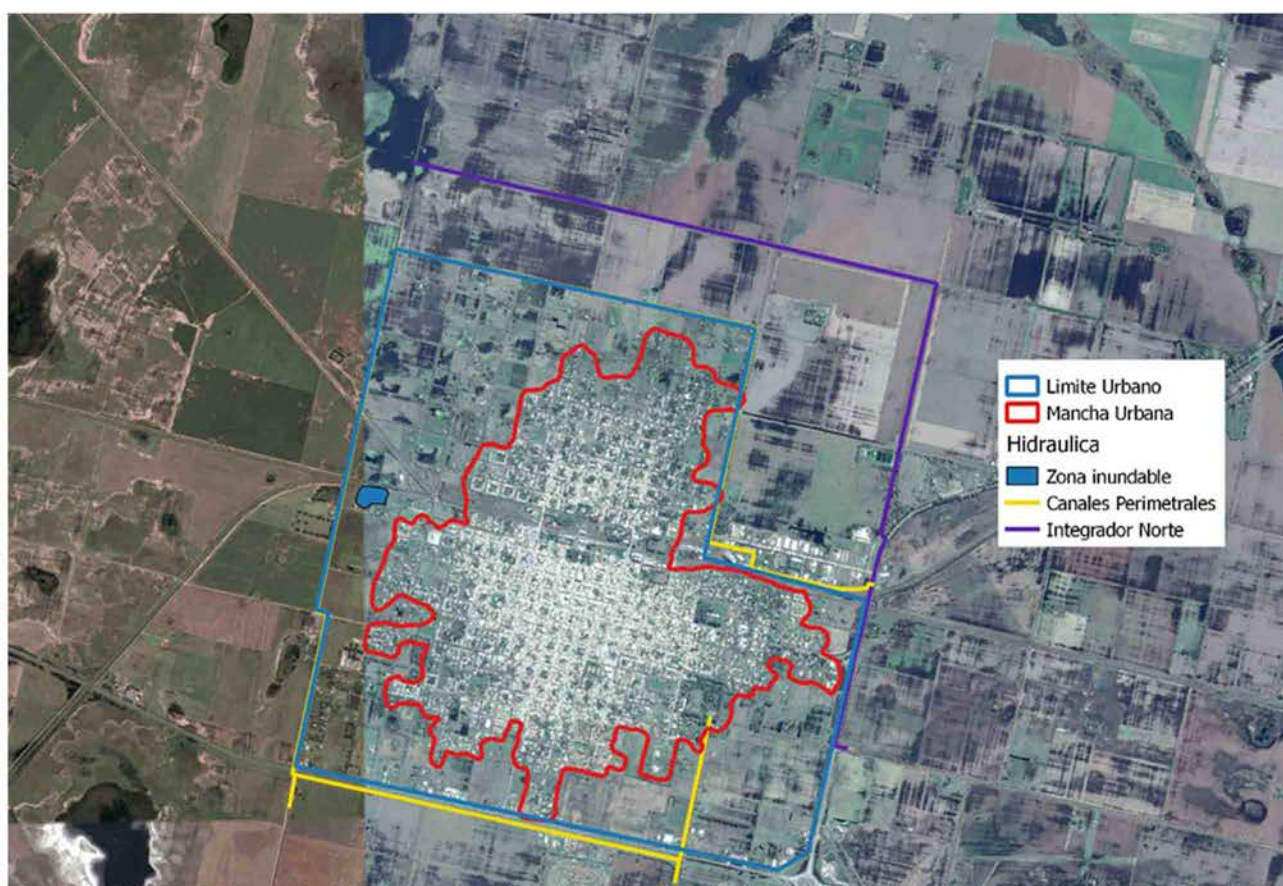 Limite Urbano
Mancha Urbana
Hidraulica
Zona inundable
Canales Perimetrales
Integrador Norte